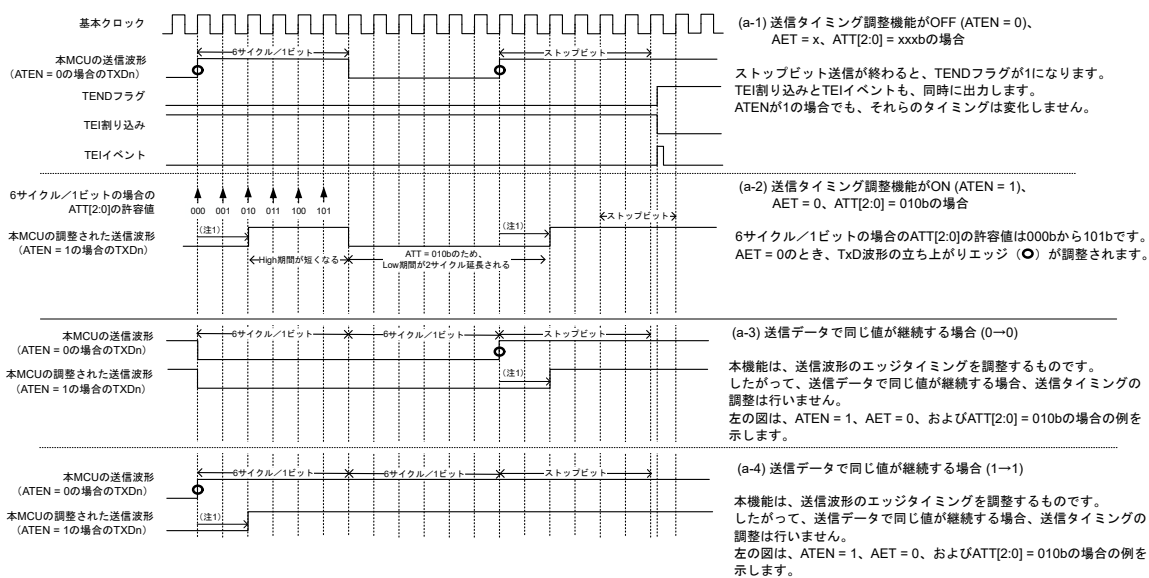 基本クロック
本MCUの送信波形
（ATEN = 0の場合のTXDn）
6サイクル／1ビット
ストップビット
TENDフラグ
TEI割り込み
TEIイベント
(a-1) 送信タイミング調整機能がOFF (ATEN = 0)、
AET = x、ATT[2:0] = xxxbの場合
ストップビット送信が終わると、TENDフラグが1になります。
TEI割り込みとTEIイベントも、同時に出力します。
ATENが1の場合でも、それらのタイミングは変化しません。
6サイクル／1ビットの場合の
ATT[2:0]の許容値
000 001 010 011 100 101
本MCUの調整された送信波形
（ATEN = 1の場合のTXDn）
（注1）
High期間が短くなる
ATT = 010bのため、
Low期間が2サイクル延長される
（注1）
ストップビット
(a-2) 送信タイミング調整機能がON (ATEN = 1)、
AET = 0、ATT[2:0] = 010bの場合
6サイクル／1ビットの場合のATT[2:0]の許容値は000bから101bです。
AET = 0のとき、TxD波形の立ち上がりエッジ（O）が調整されます。
本MCUの送信波形
（ATEN = 0の場合のTXDn）
6サイクル／1ビット
6サイクル／1ビット
ストップビット
本MCUの調整された送信波形
（ATEN = 1の場合のTXDn）
（注1）
(a-3) 送信データで同じ値が継続する場合 (0→0)
本機能は、送信波形のエッジタイミングを調整するものです。
したがって、送信データで同じ値が継続する場合、送信タイミングの
調整は行いません。
左の図は、ATEN = 1、AET = 0、およびATT[2:0] = 010bの場合の例を
示します。
本MCUの送信波形
（ATEN = 0の場合のTXDn）
6サイクル／1ビット
6サイクル／1ビット
ストップビット
本MCUの調整された送信波形
（ATEN = 1の場合のTXDn）
（注1）
(a-4) 送信データで同じ値が継続する場合 (1→1)
本機能は、送信波形のエッジタイミングを調整するものです。
したがって、送信データで同じ値が継続する場合、送信タイミングの
調整は行いません。
左の図は、ATEN = 1、AET = 0、およびATT[2:0] = 010bの場合の例を
示します。